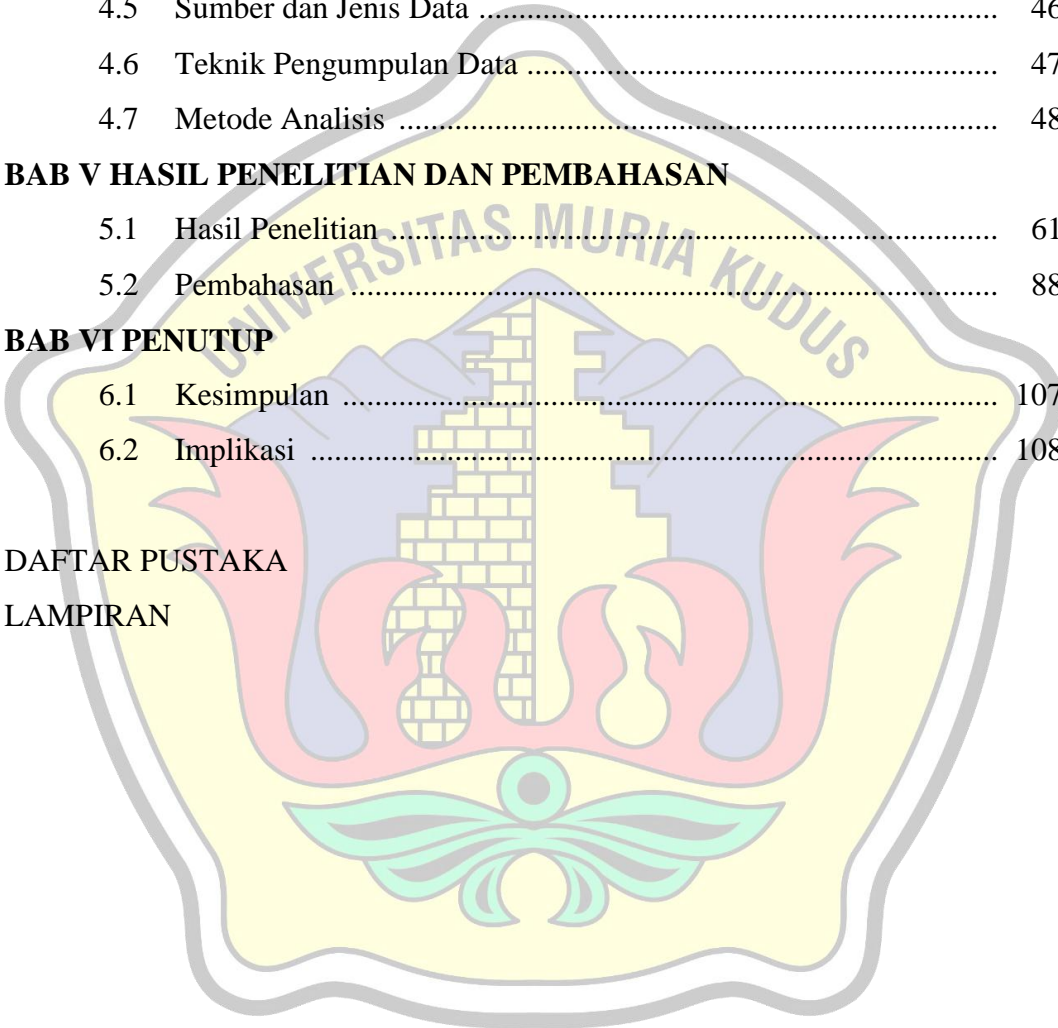 4.5 Sumber dan Jenis Data .......................................................................... 46
4.6 Teknik Pengumpulan Data ................................................................... 47
4.7 Metode Analisis ..................................................................................... 48
BAB V HASIL PENELITIAN DAN PEMBAHASAN
5.1 Hasil Penelitian ...................................................................................... 61
5.2 Pembahasan ........................................................................................... 88
BAB VI PENUTUP
6.1 Kesimpulan ............................................................................................ 107
6.2 Implikasi ................................................................................................ 108
DAFTAR PUSTAKA
LAMPIRAN
UNIVERSITAS MURIA KUDUS